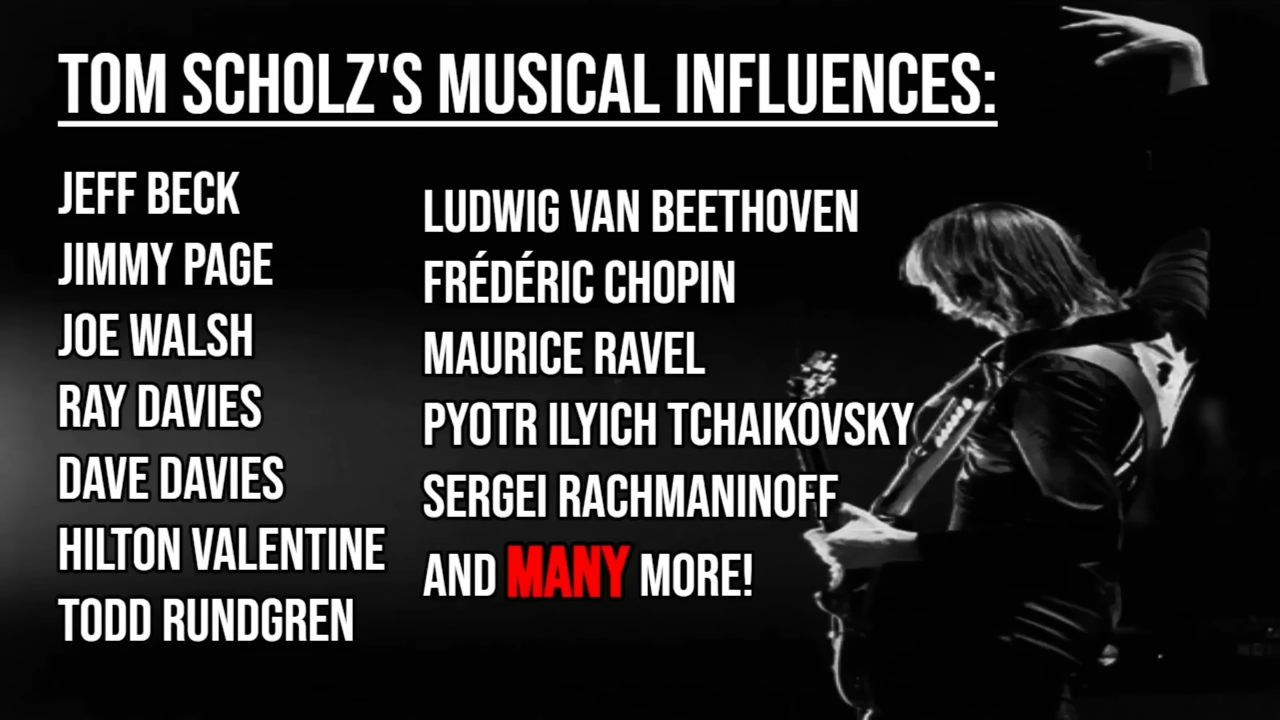 TOM SCHOLZ'S MUSICAL INFLUENCES:
JEFF BECK
JIMMY PAGE
JOE WALSH
RAY DAVIES
DAVE DAVIES
HILTON VALENTINE
TODD RUNDGREN
LUDWIG VAN BEETHOVEN
FRÉDÉRIC CHOPIN
MAURICE RAVEL
PYOTR ILYICH TCHAIKOVSKY
SERGEI RACHMANINOFF
AND MANY MORE!